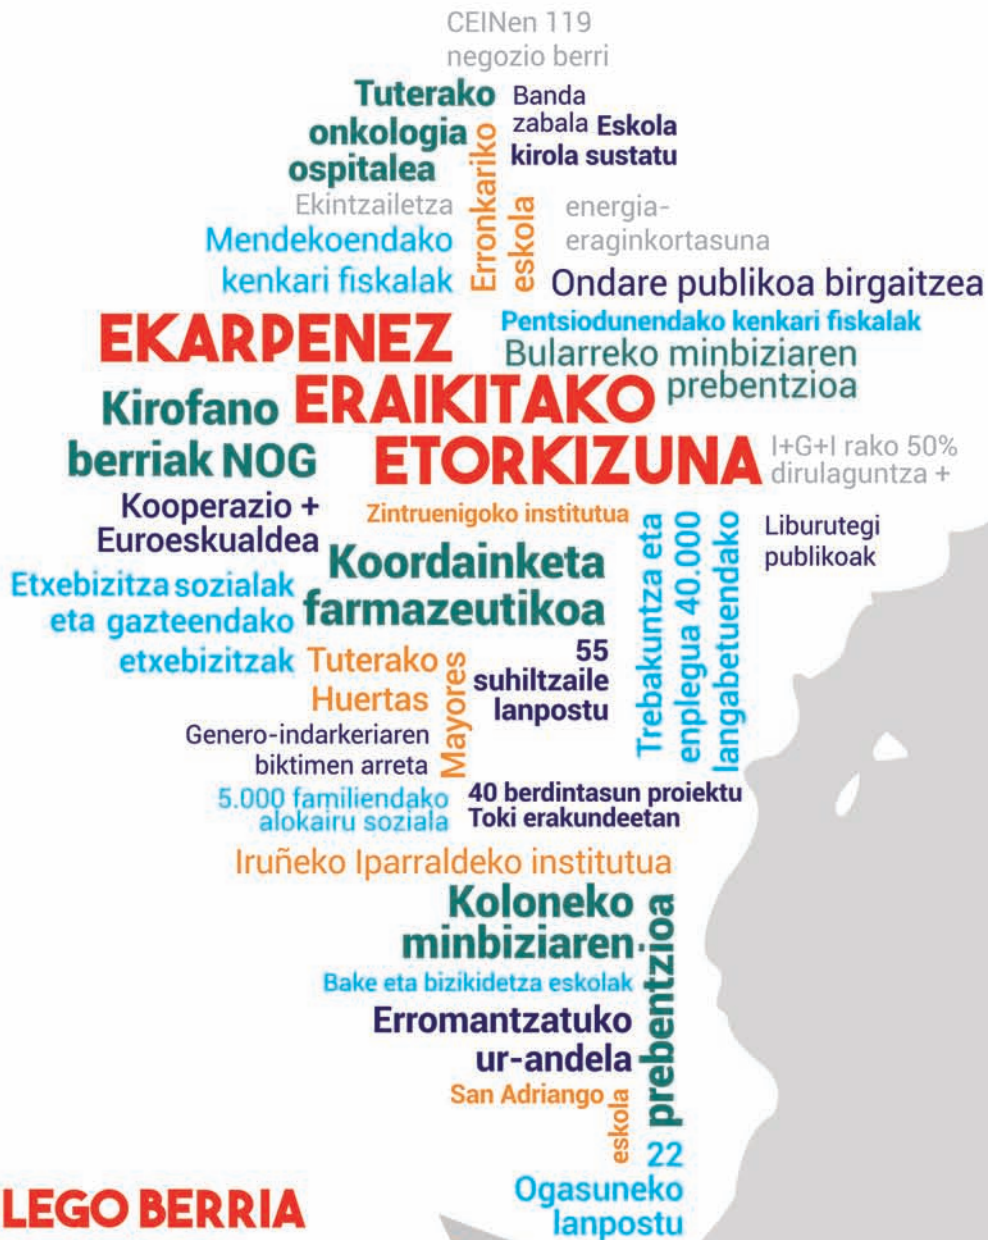 CEINen 119
negozio berri
Tuterako
onkologia
ospitalea
Banda
zabala Eskola
kirola sustatu
Erronkariko
eskola
Ekintzailetza
energia-
eraginkortasuna
Mendekoendako
kenkari fiskalak
Ondare publikoa birgaitzea
Pentsiodunendako kenkari fiskalak
EKARPENEZ
ERAIKITAKO
ETORKIZUNA
Bularreko minbiziaren
prebentzioa
Kirofano
berriak NOG
I+G+I rako 50%
dirulaguntza +
Kooperazio +
Euroeskualdea
Zintruenigoko institutua
Koordainketa
farmazeutikoa
Trebakuntza eta
enplegua 40.000
langabetuendako
Liburutegi
publikoak
Etxebizitza sozialak
eta gazteendako
etxebizitzak
Tuterako
Huertas
Mayores
55
suhiltzaile
lanpostu
Genero-indarkeriaren
biktimen arreta
5.000 familiendako
alokairu soziala
40 berdintasun proiektu
Toki erakundeetan
Iruñeko Iparraldeko institutua
Koloneko
minbiziaren
prebentzioa
Bake eta bizikidetza eskolak
Erromantzatuko
ur-andela
San Adriango
eskola
22
Ogasuneko
lanpostu
LEGO BERRIA